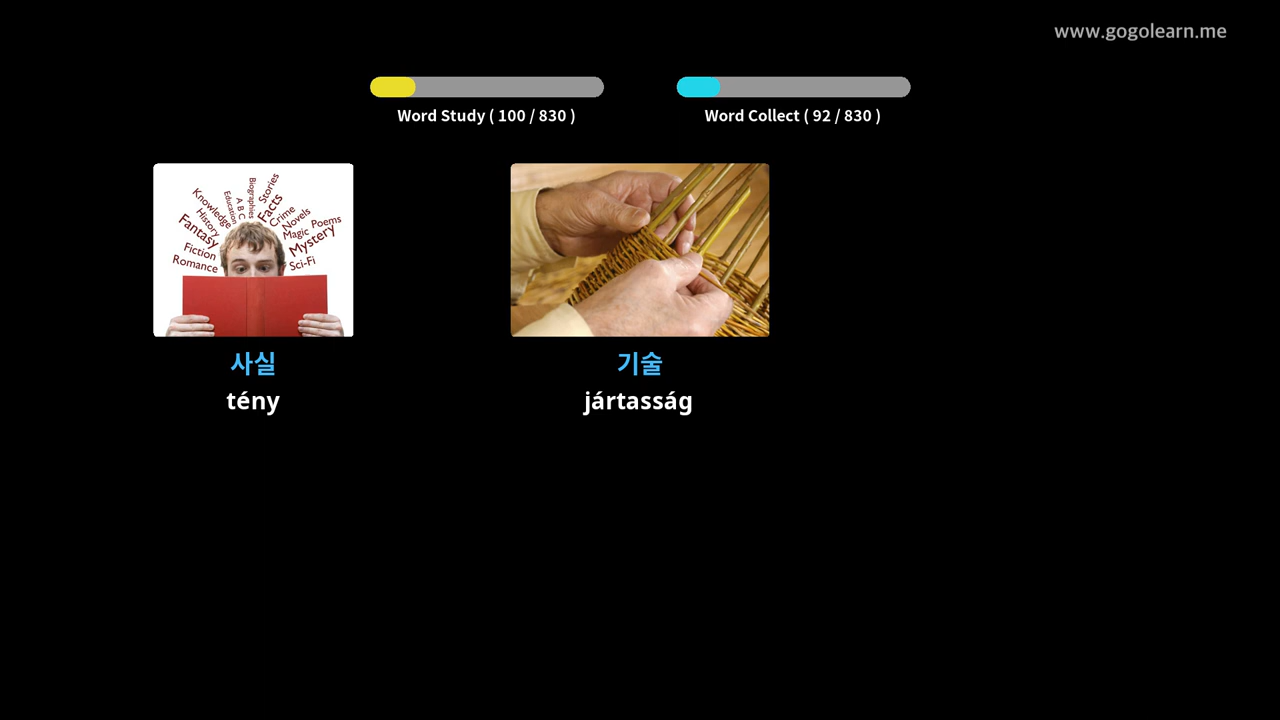 www.gogolearn.me
Word Study ( 100 / 830 )
Word Collect ( 92 / 830 )
Stories
Biographies
Facts
A B C
Education
Crime
Knowledge
Novels
History
Poems
Magic
Fantasy
Mystery
Fiction
Sci-Fi
Romance
사실
기술
tény
jártasság